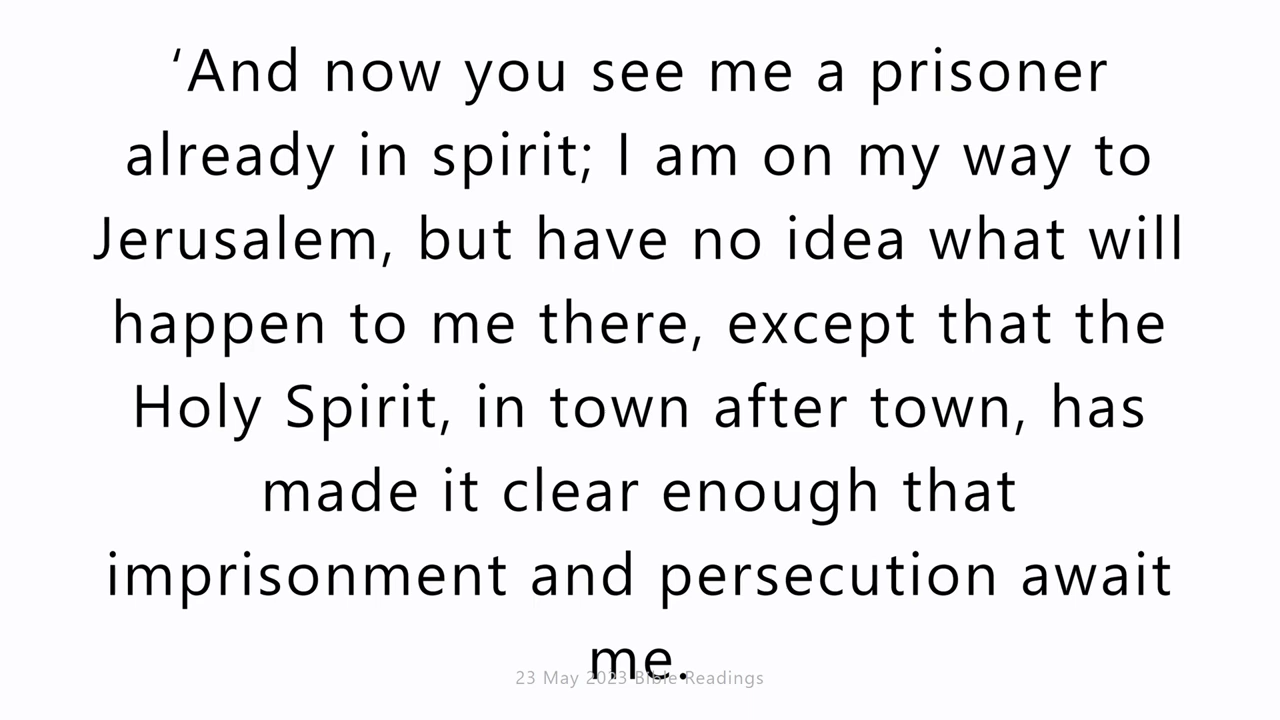 ‘And now you see me a prisoner
already in spirit; I am on my way to
Jerusalem, but have no idea what will
happen to me there, except that the
Holy Spirit, in town after town, has
made it clear enough that
imprisonment and persecution await
me.
23 May 2023 Bible Readings